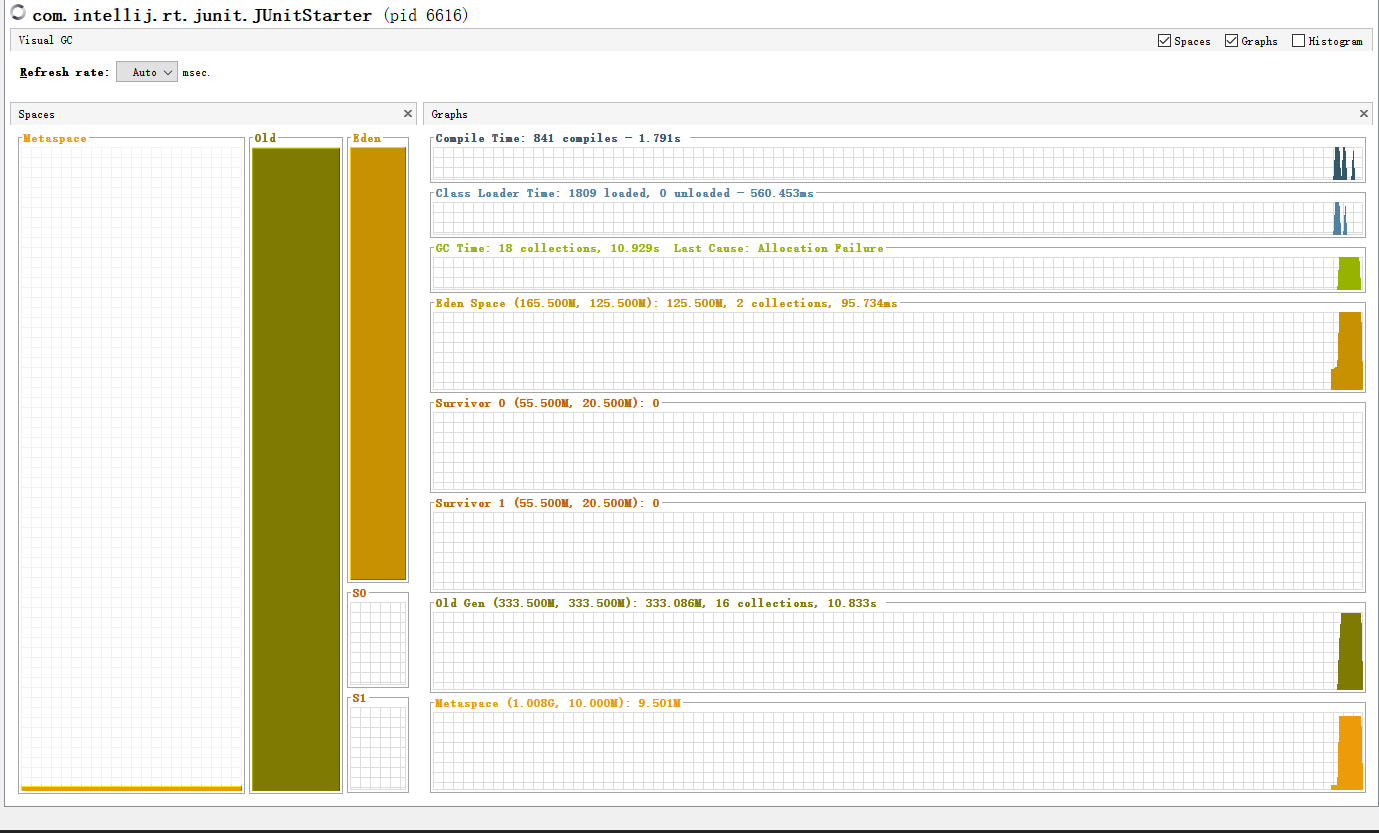 com.intellij.rt.junit.JUnitStarter (pid 6616)
Visual GC
Spaces Graphs Histogram
Refresh rate: Auto msec.
Spaces
Metaspace
Old
Eden
S0
S1
Graphs
Compile Time: 841 compiles - 1.791s
Class Loader Time: 1809 loaded, 0 unloaded - 560.453ms
GC Time: 18 collections, 10.929s Last Cause: Allocation Failure
Eden Space (165.500M, 125.500M): 125.500M, 2 collections, 95.734ms
Survivor 0 (55.500M, 20.500M): 0
Survivor 1 (55.500M, 20.500M): 0
Old Gen (333.500M, 333.500M): 333.086M, 16 collections, 10.833s
Metaspace (1.008G, 10.000M): 9.501M